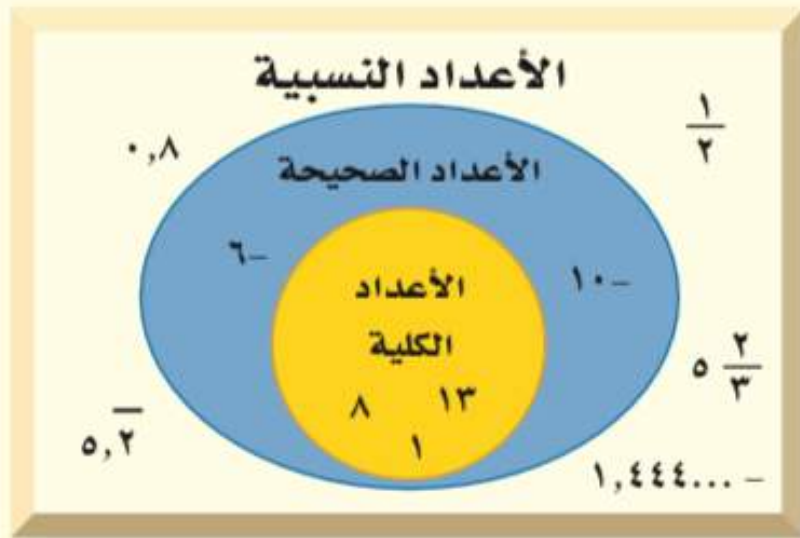 الأعداد النسبية
١/٢
٠,٨
الأعداد الصحيحة
-٦
-١٠
الأعداد
الكلية
١٣ ٨
١
٥ ٢/٣
٥,٢̅
-١,٤٤٤...